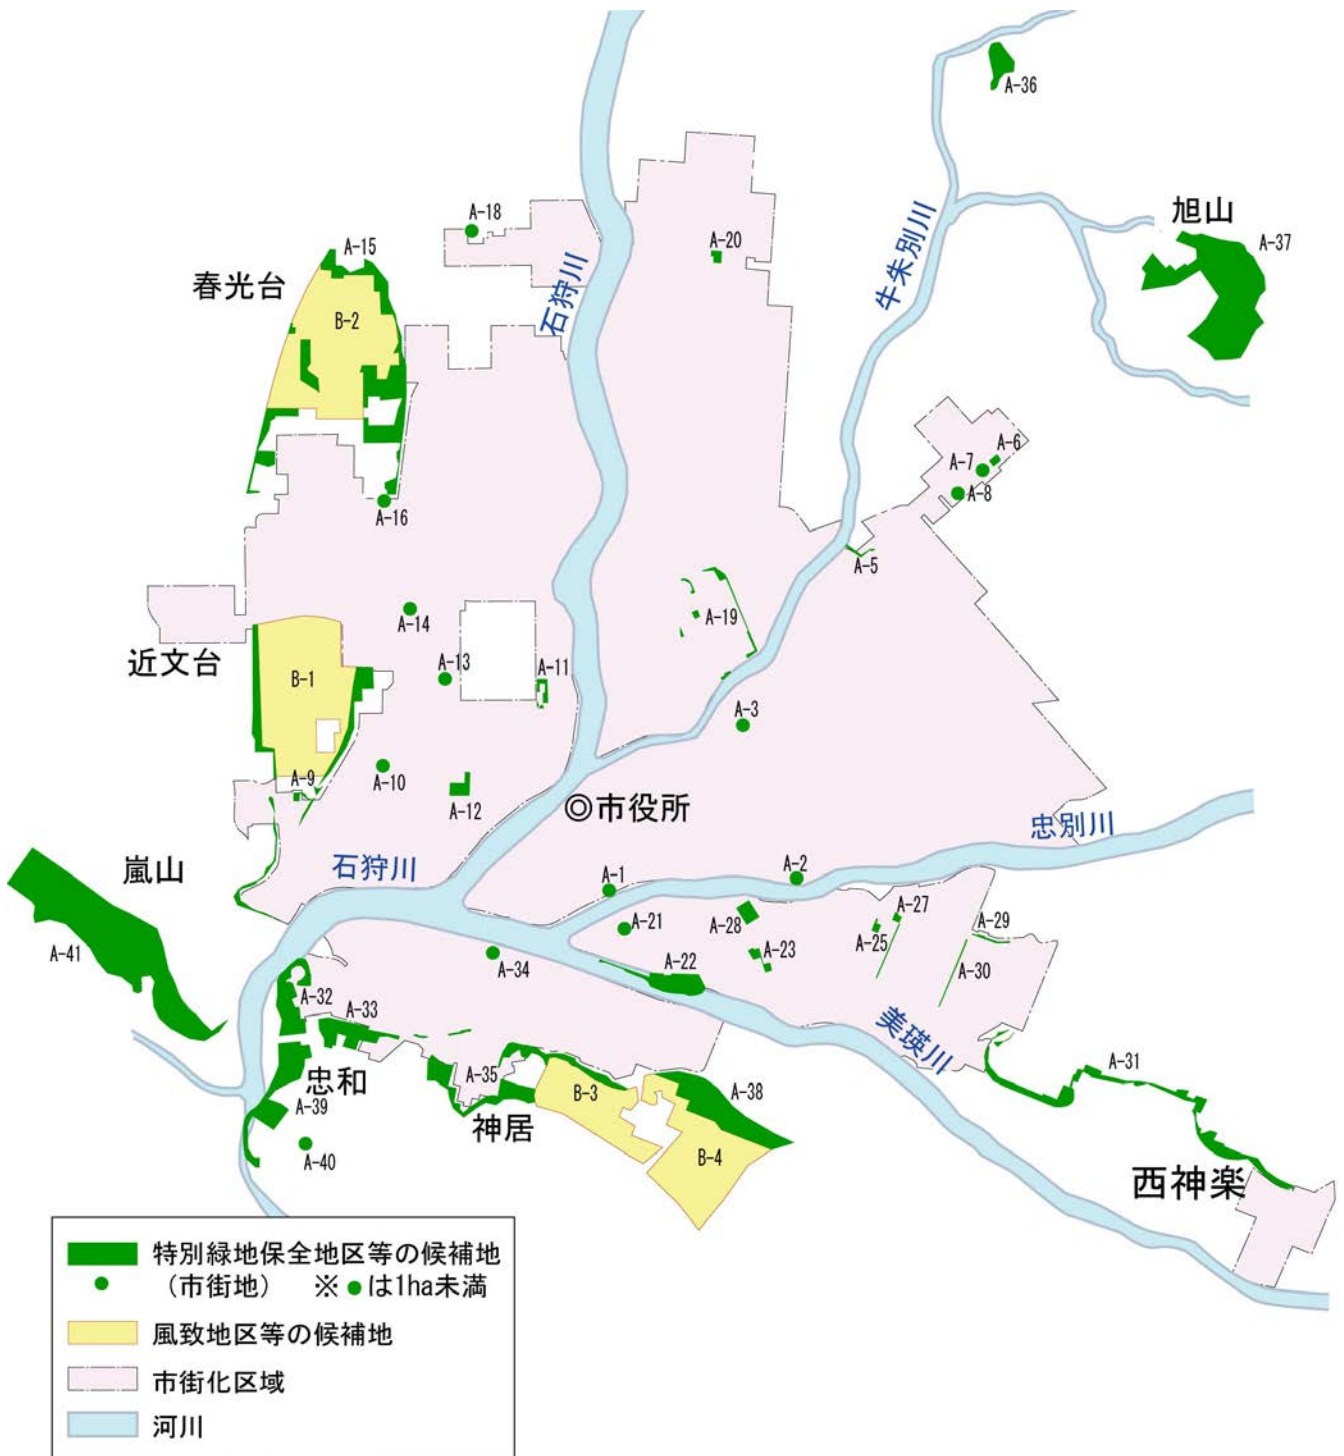 A-36
旭山
A-37
A-18
石狩川
A-20
牛朱別川
A-15
春光台
B-2
A-6
A-7
A-8
A-16
A-5
A-14
A-19
近文台
A-13
A-11
B-1
A-3
A-9
A-10
A-12
◎市役所
忠別川
嵐山
石狩川
A-1
A-2
A-27
A-29
A-21
A-28
A-25
A-23
A-41
A-34
A-22
A-30
A-32
A-33
美瑛川
A-31
忠和
A-35
B-3
A-38
A-39
神居
A-40
B-4
西神楽
特別緑地保全地区等の候補地
(市街地) ※●は1ha未満
風致地区等の候補地
市街化区域
河川